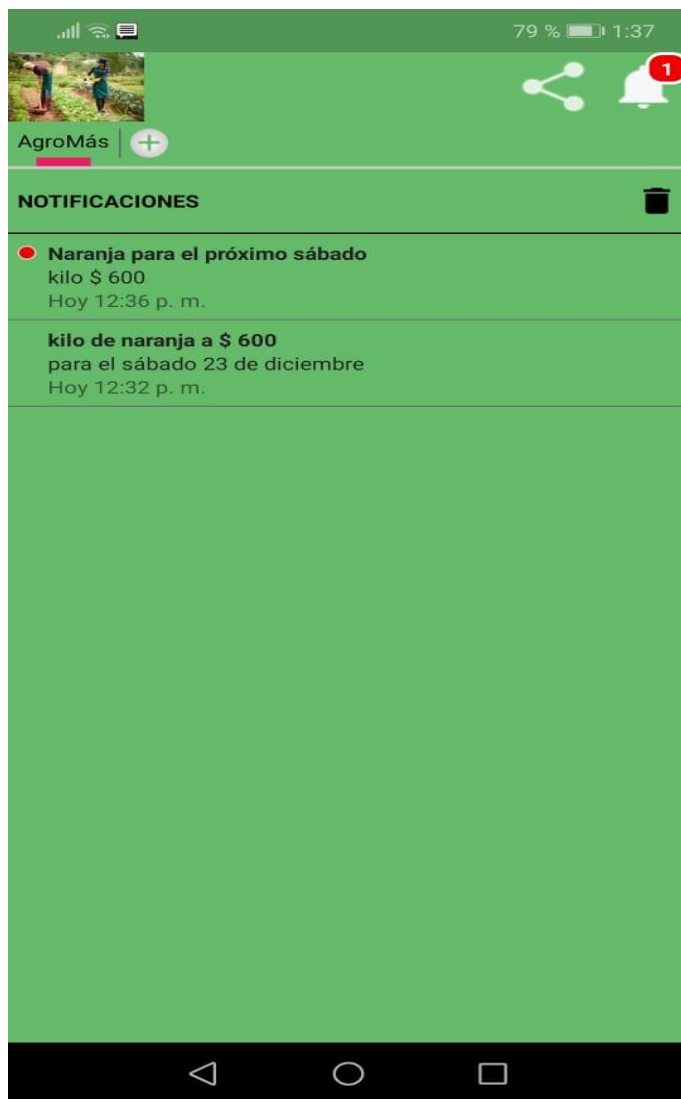 79 % 1:37
1
AgroMás
NOTIFICACIONES
Naranja para el próximo sábado
kilo $ 600
Hoy 12:36 p. m.
kilo de naranja a $ 600
para el sábado 23 de diciembre
Hoy 12:32 p. m.